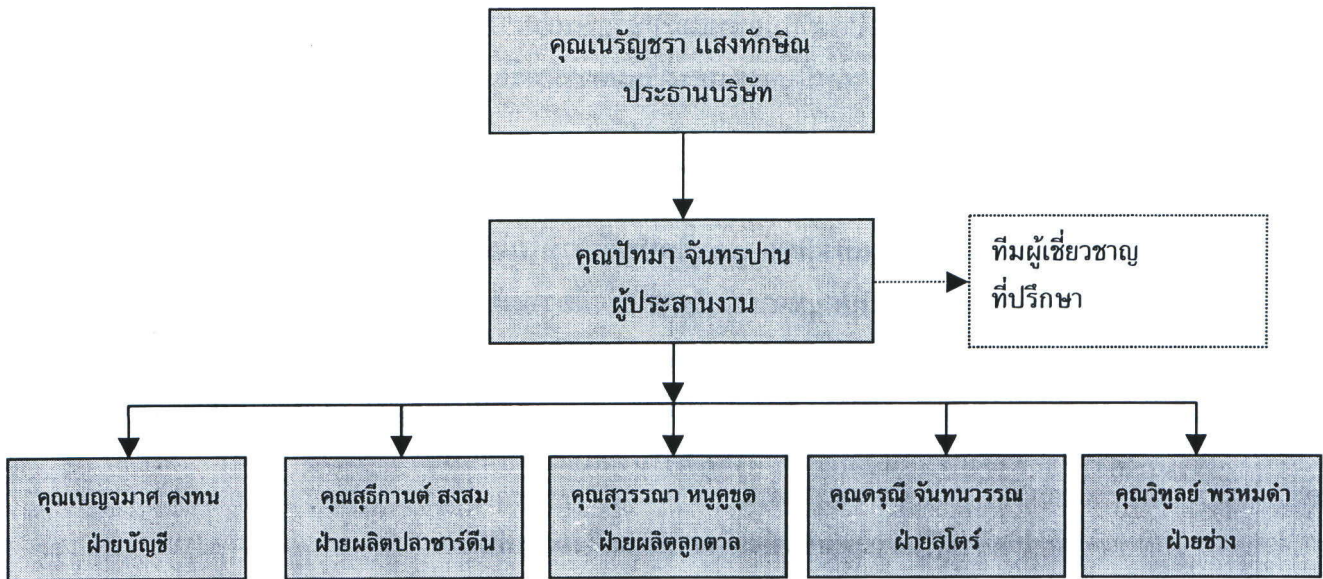 คุณเนรัญชรา แสงทักษิณ
ประธานบริษัท
คุณปัทมา จันทรปาน
ผู้ประสานงาน
ทีมผู้เชี่ยวชาญ
ที่ปรึกษา
คุณเบญจมาศ คงทน
ฝ่ายบัญชี
คุณสุธีกานต์ สงสม
ฝ่ายผลิตปลาซาร์ดีน
คุณสุวรรณา หนูคูขุด
ฝ่ายผลิตลูกตาล
คุณดรุณี จันทนวรรณ
ฝ่ายสโตร์
คุณวิฑูลย์ พรหมดำ
ฝ่ายช่าง